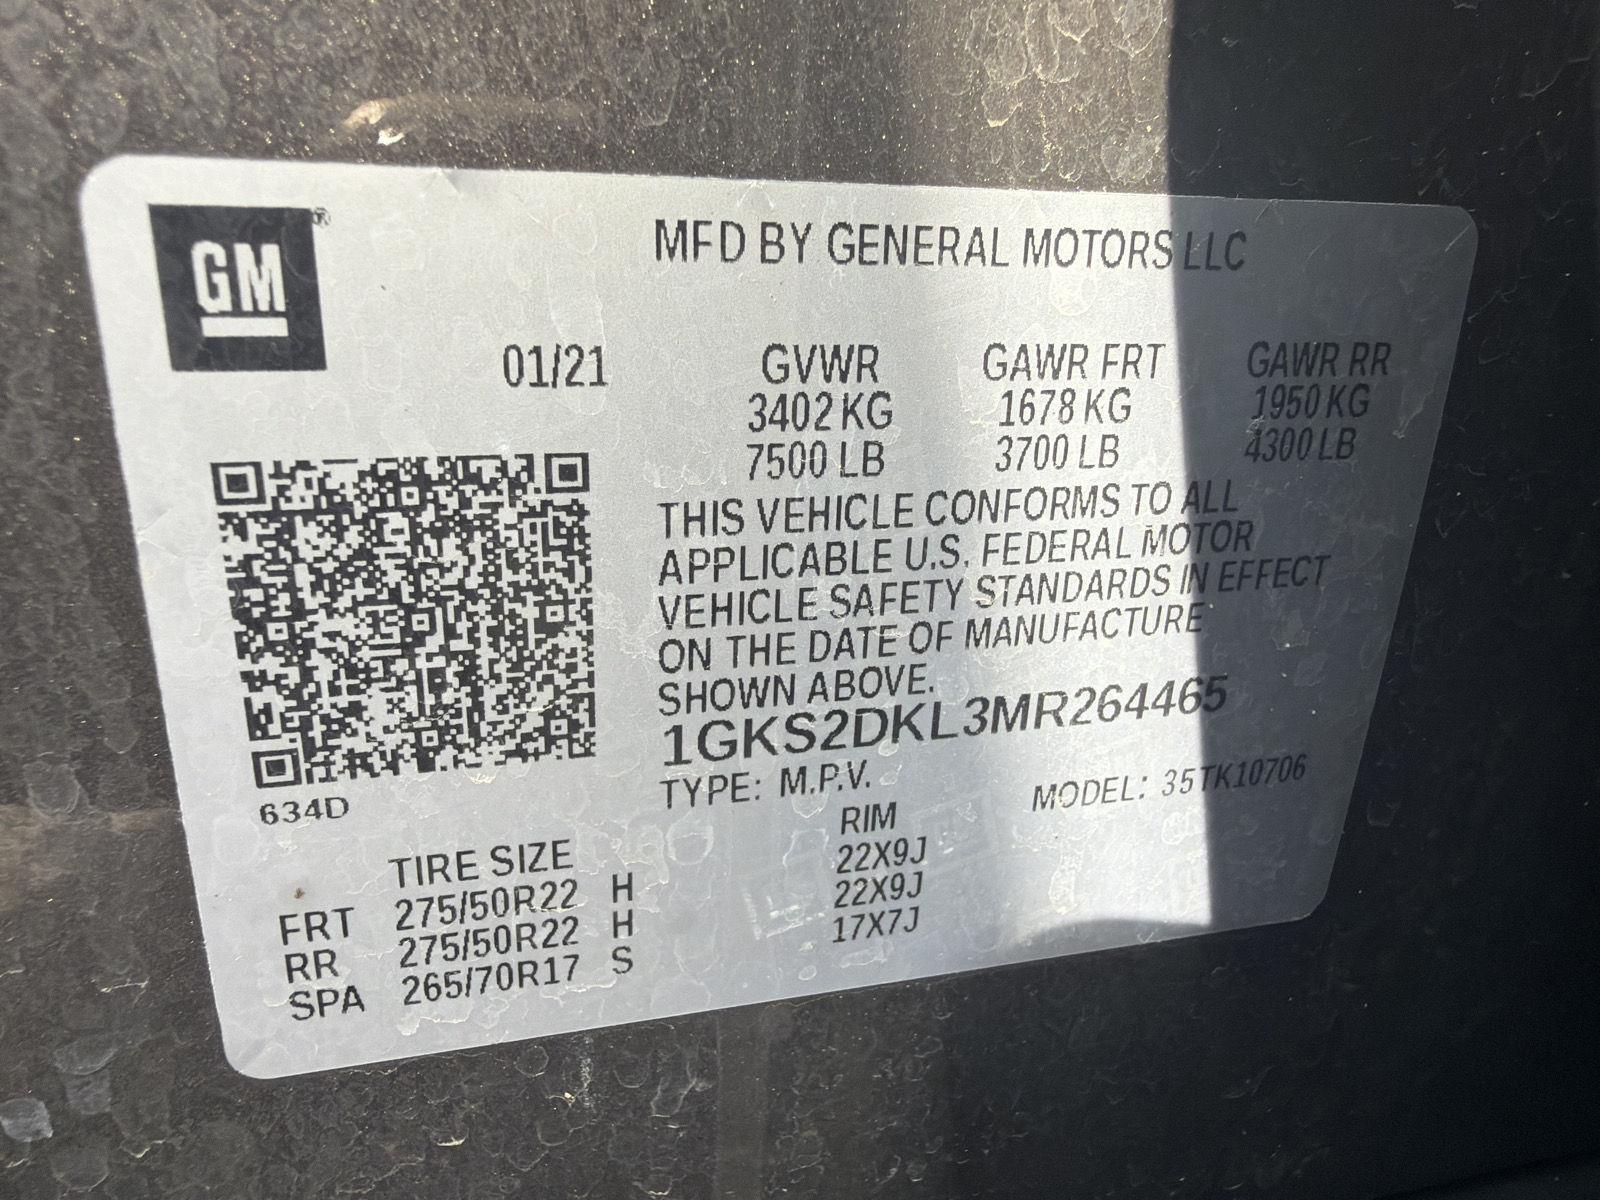 GM®
MFD BY GENERAL MOTORS LLC
01/21
GVWR GAWR FRT GAWR RR
3402 KG 1678 KG 1950 KG
7500 LB 3700 LB 4300 LB
THIS VEHICLE CONFORMS TO ALL
APPLICABLE U.S. FEDERAL MOTOR
VEHICLE SAFETY STANDARDS IN EFFECT
ON THE DATE OF MANUFACTURE
SHOWN ABOVE.
1GKS2DKL3MR264465
TYPE: M.P.V. MODEL: 35TK10706
634D
TIRE SIZE RIM
FRT 275/50R22 H 22X9J
RR 275/50R22 H 22X9J
SPA 265/70R17 S 17X7J